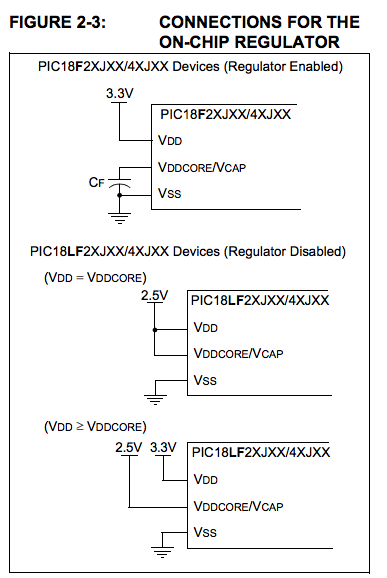 FIGURE 2-3: CONNECTIONS FOR THE
ON-CHIP REGULATOR
PIC18F2XJXX/4XJXX Devices (Regulator Enabled)
3.3V
PIC18F2XJXX/4XJXX
VDD
VDDCORE/VCAP
CF
VSS
PIC18LF2XJXX/4XJXX Devices (Regulator Disabled)
(VDD = VDDCORE)
2.5V
PIC18LF2XJXX/4XJXX
VDD
VDDCORE/VCAP
VSS
(VDD ≥ VDDCORE)
2.5V 3.3V
PIC18LF2XJXX/4XJXX
VDD
VDDCORE/VCAP
VSS